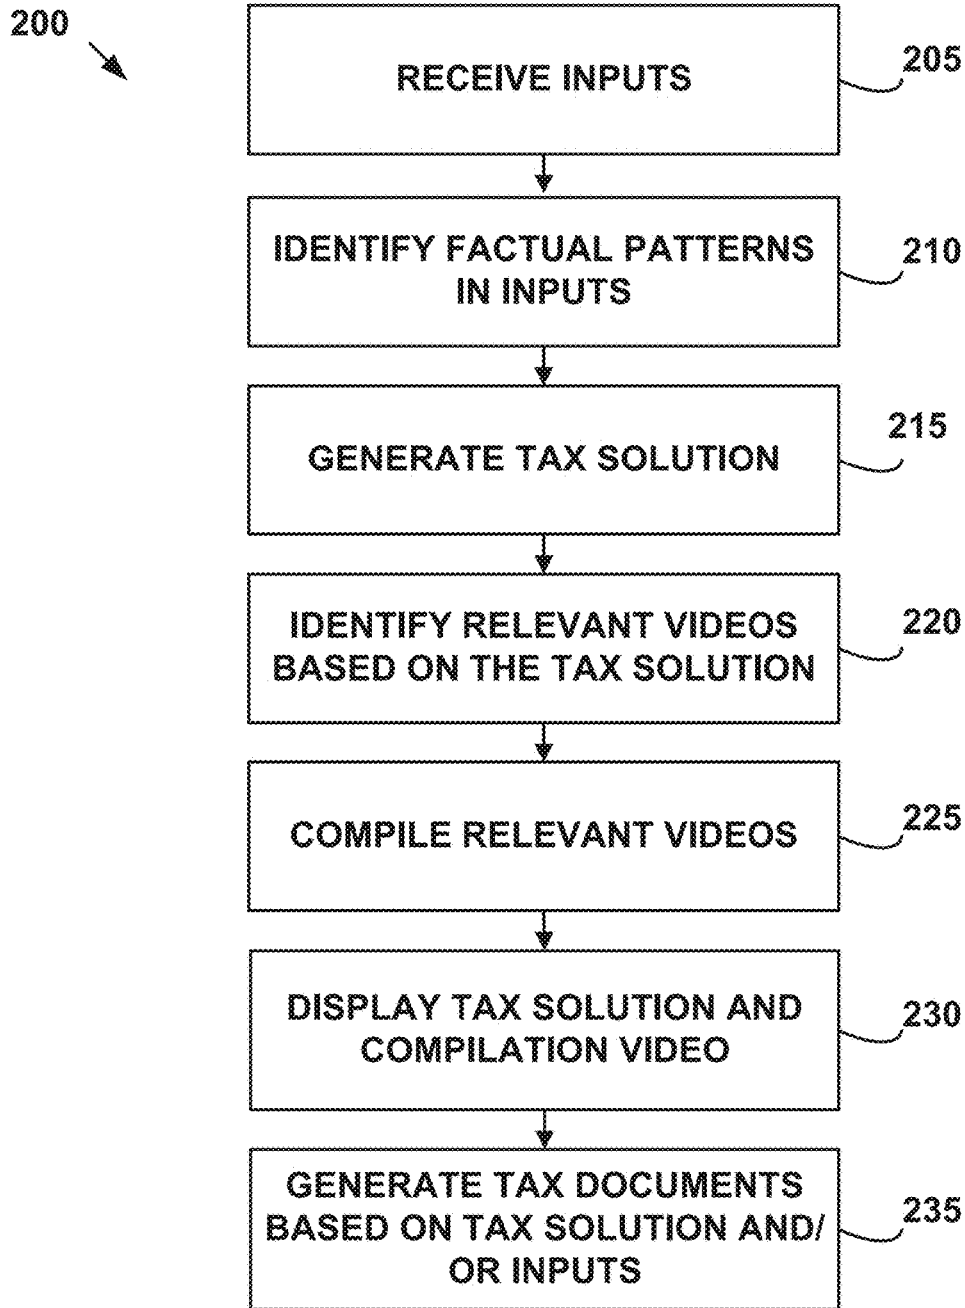 200
RECEIVE INPUTS
205
IDENTIFY FACTUAL PATTERNS
IN INPUTS
210
GENERATE TAX SOLUTION
215
IDENTIFY RELEVANT VIDEOS
BASED ON THE TAX SOLUTION
220
COMPILE RELEVANT VIDEOS
225
DISPLAY TAX SOLUTION AND
COMPILATION VIDEO
230
GENERATE TAX DOCUMENTS
BASED ON TAX SOLUTION AND/
OR INPUTS
235